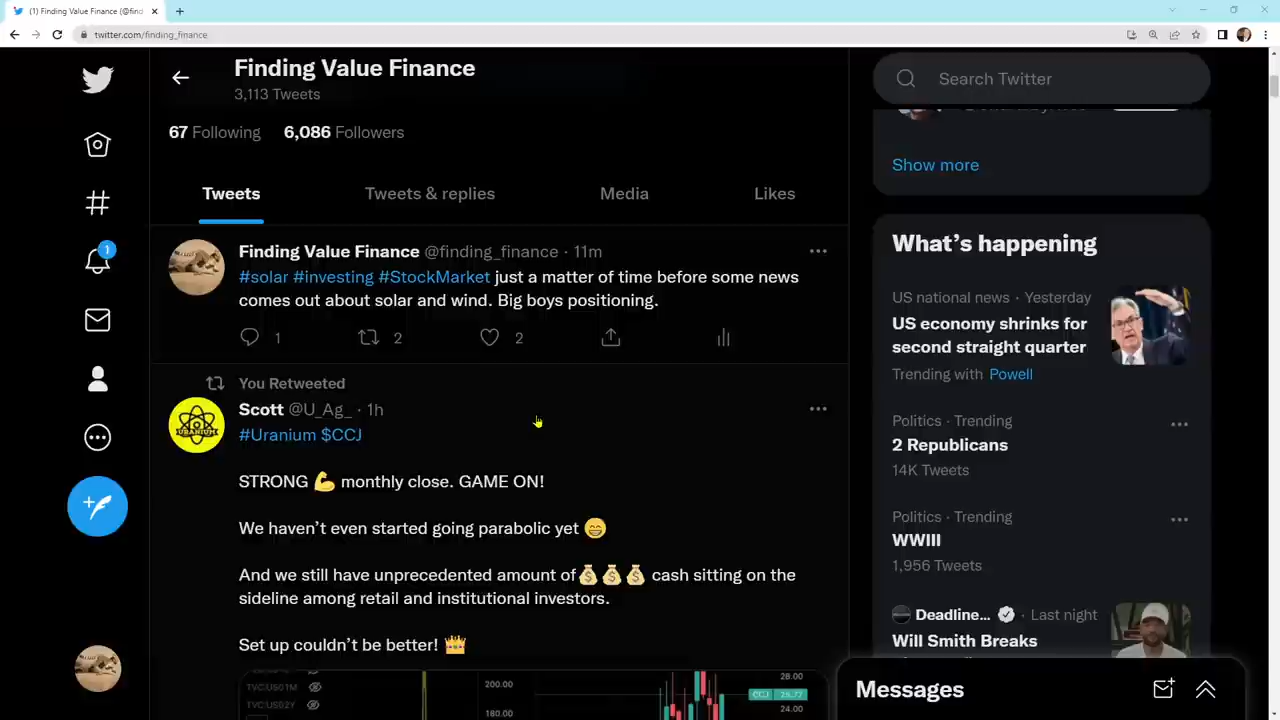 (1) Finding Value Finance (@find
twitter.com/finding_finance
Finding Value Finance
3,113 Tweets
67 Following 6,086 Followers
Tweets Tweets & replies Media Likes
Finding Value Finance @finding_finance · 11m
#solar #investing #StockMarket just a matter of time before some news
comes out about solar and wind. Big boys positioning.
1 2 2
You Retweeted
Scott @U_Ag_ · 1h
#Uranium $CCJ
STRONG 💪 monthly close. GAME ON!
We haven't even started going parabolic yet 😄
And we still have unprecedented amount of💰💰💰 cash sitting on the
sideline among retail and institutional investors.
Set up couldn't be better! 👑
TVC:US01M
TVC:US02Y
200.00
180.00
28.00
CCJ 25.77
24.00
1
URANIUM
Search Twitter
Show more
What's happening
US national news · Yesterday
US economy shrinks for
second straight quarter
Trending with Powell
Politics · Trending
2 Republicans
14K Tweets
Politics · Trending
WWIII
1,956 Tweets
Deadline... · Last night
Will Smith Breaks
Messages